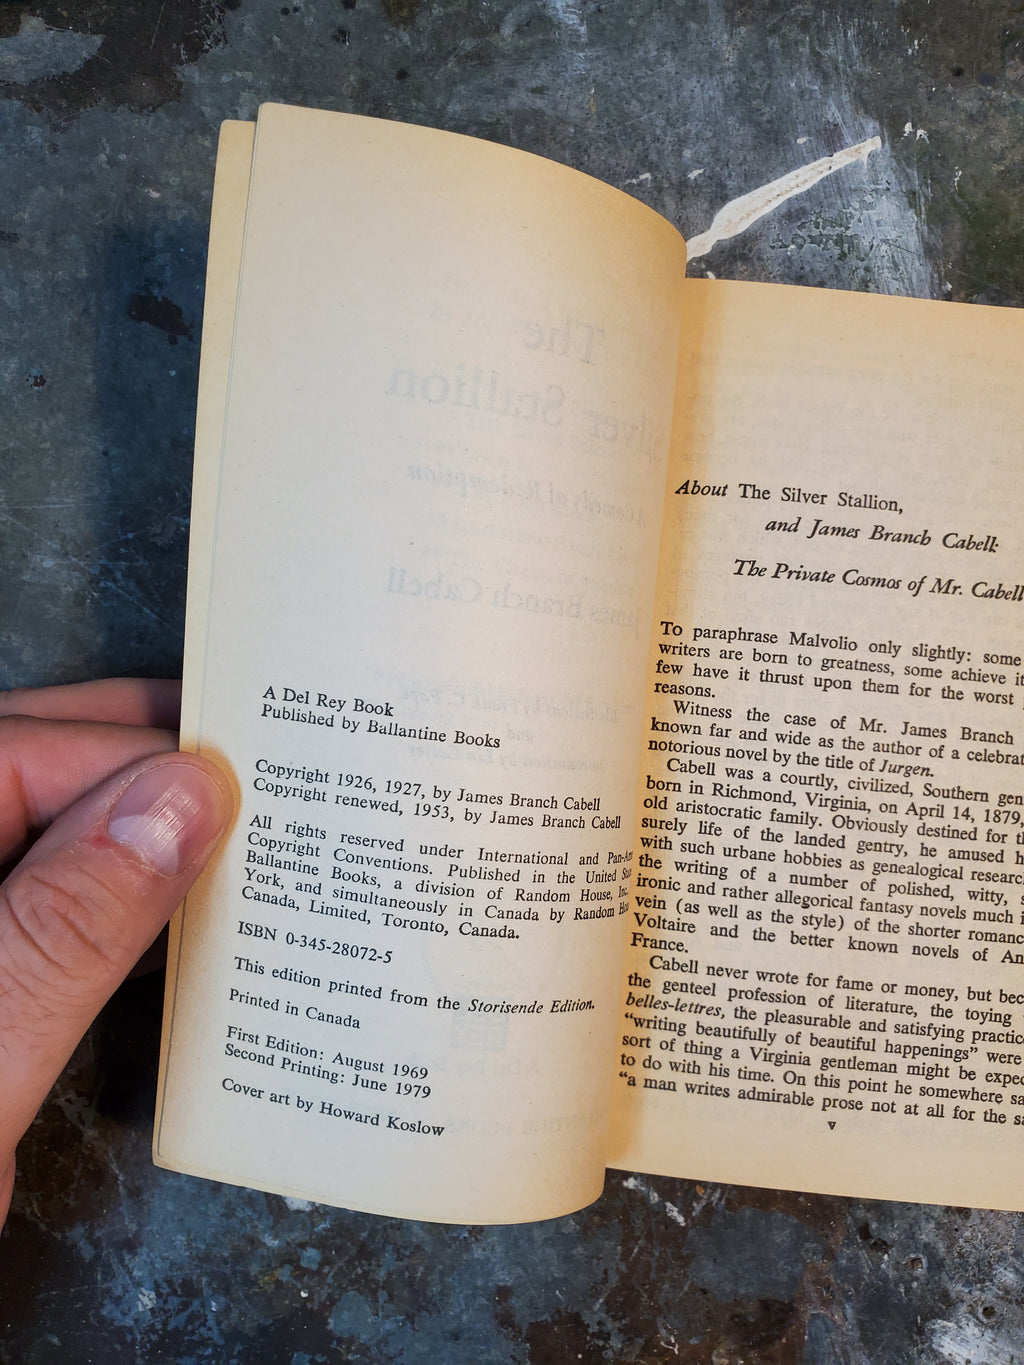 A Del Rey Book
Published by Ballantine Books
Copyright 1926, 1927, by James Branch Cabell
Copyright renewed, 1953, by James Branch Cabell
All rights reserved under International and
Copyright Conventions. Published in the United
Ballantine Books, a division of Random House, Inc.,
York, and simultaneously in Canada by Random
Canada, Limited, Toronto, Canada.
ISBN 0-345-28072-5
This edition printed from the Storisende Edition.
Printed in Canada
First Edition: August 1969
Second Printing: June 1979
Cover art by Howard Koslow
About The Silver Stallion,
and James Branch Cabell:
The Private Cosmos of Mr. Cabell
To paraphrase Malvolio only slightly: some
writers are born to greatness, some achieve it
few have it thrust upon them for the worst
reasons.
Witness the case of Mr. James Branch
known far and wide as the author of a
notorious novel by the title of Jurgen.
Cabell was a courtly, civilized, Southern
born in Richmond, Virginia, on April 14, 1879,
old aristocratic family. Obviously destined for
surely life of the landed gentry, he amused
with such urbane hobbies as genealogical
the writing of a number of polished, witty,
ironic and rather allegorical fantasy novels much
vein (as well as the style) of the shorter
Voltaire and the better known novels of
France.
Cabell never wrote for fame or money, but
the genteel profession of literature, the toying
belles-lettres, the pleasurable and satisfying
"writing beautifully of beautiful happenings" were
sort of thing a Virginia gentleman might be
to do with his time. On this point he somewhere
"a man writes admirable prose not at all for the
v